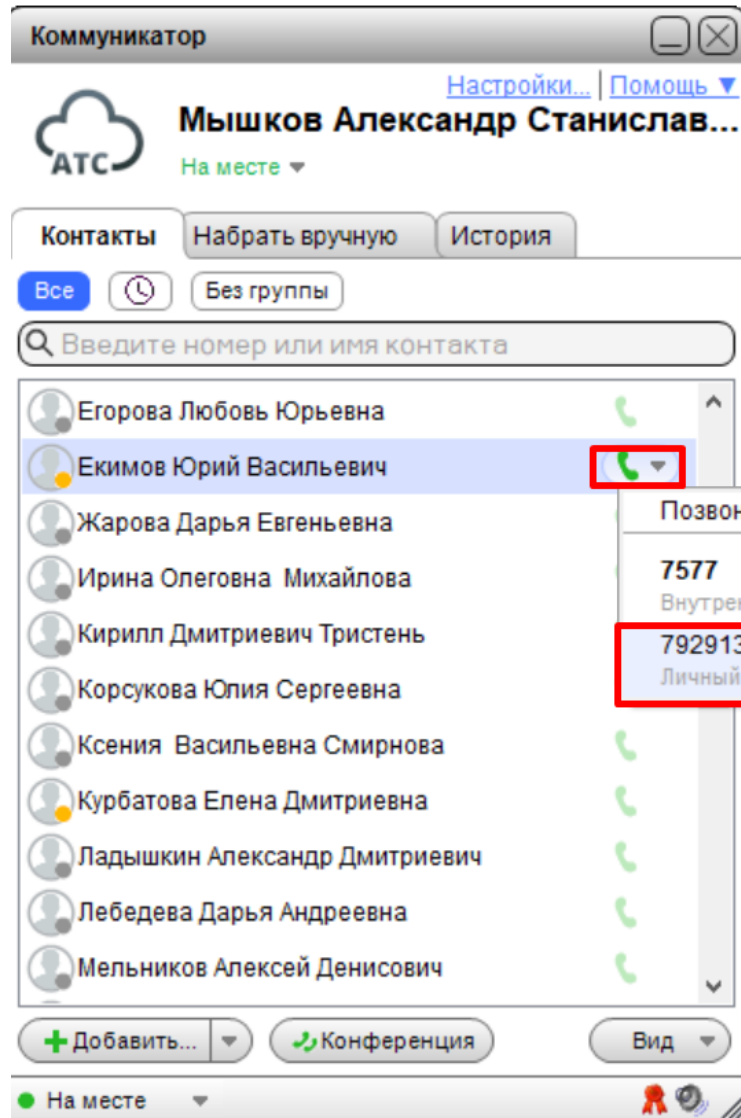 Коммуникатор
Настройки... | Помощь ▼
Мышков Александр Станислав...
АТС
На месте
Контакты Набрать вручную История
Все Без группы
Введите номер или имя контакта
Егорова Любовь Юрьевна
Екимов Юрий Васильевич
Позвон
Жарова Дарья Евгеньевна
7577
Ирина Олеговна Михайлова
Внутрен
Кирилл Дмитриевич Тристень
792913
Личный
Корсукова Юлия Сергеевна
Ксения Васильевна Смирнова
Курбатова Елена Дмитриевна
Ладышкин Александр Дмитриевич
Лебедева Дарья Андреевна
Мельников Алексей Денисович
Добавить... Конференция Вид
На месте